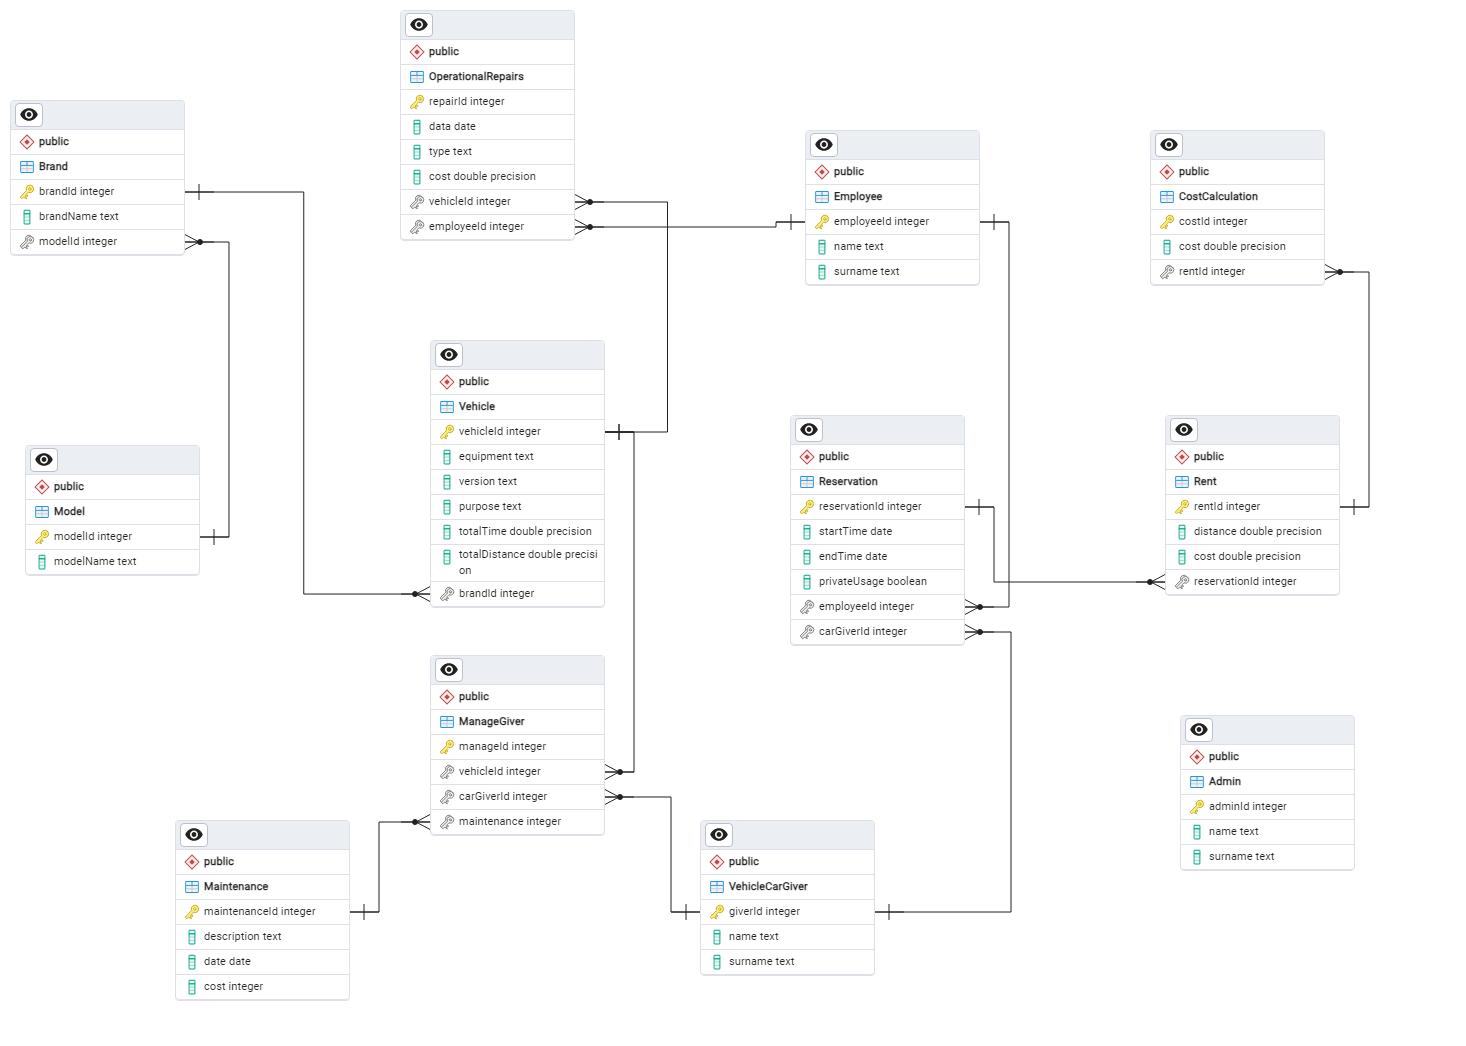 public
OperationalRepairs
repairId integer
data date
type text
cost double precision
vehicleId integer
employeeId integer
public
Brand
brandId integer
brandName text
modelId integer
public
Employee
employeeId integer
name text
surname text
public
CostCalculation
costId integer
cost double precision
rentId integer
public
Vehicle
vehicleId integer
equipment text
version text
purpose text
totalTime double precision
totalDistance double precisi
on
brandId integer
public
Model
modelId integer
modelName text
public
Reservation
reservationId integer
startTime date
endTime date
privateUsage boolean
employeeId integer
carGiverId integer
public
Rent
rentId integer
distance double precision
cost double precision
reservationId integer
public
ManageGiver
manageId integer
vehicleId integer
carGiverId integer
maintenance integer
public
Admin
adminId integer
name text
surname text
public
Maintenance
maintenanceId integer
description text
date date
cost integer
public
VehicleCarGiver
giverId integer
name text
surname text